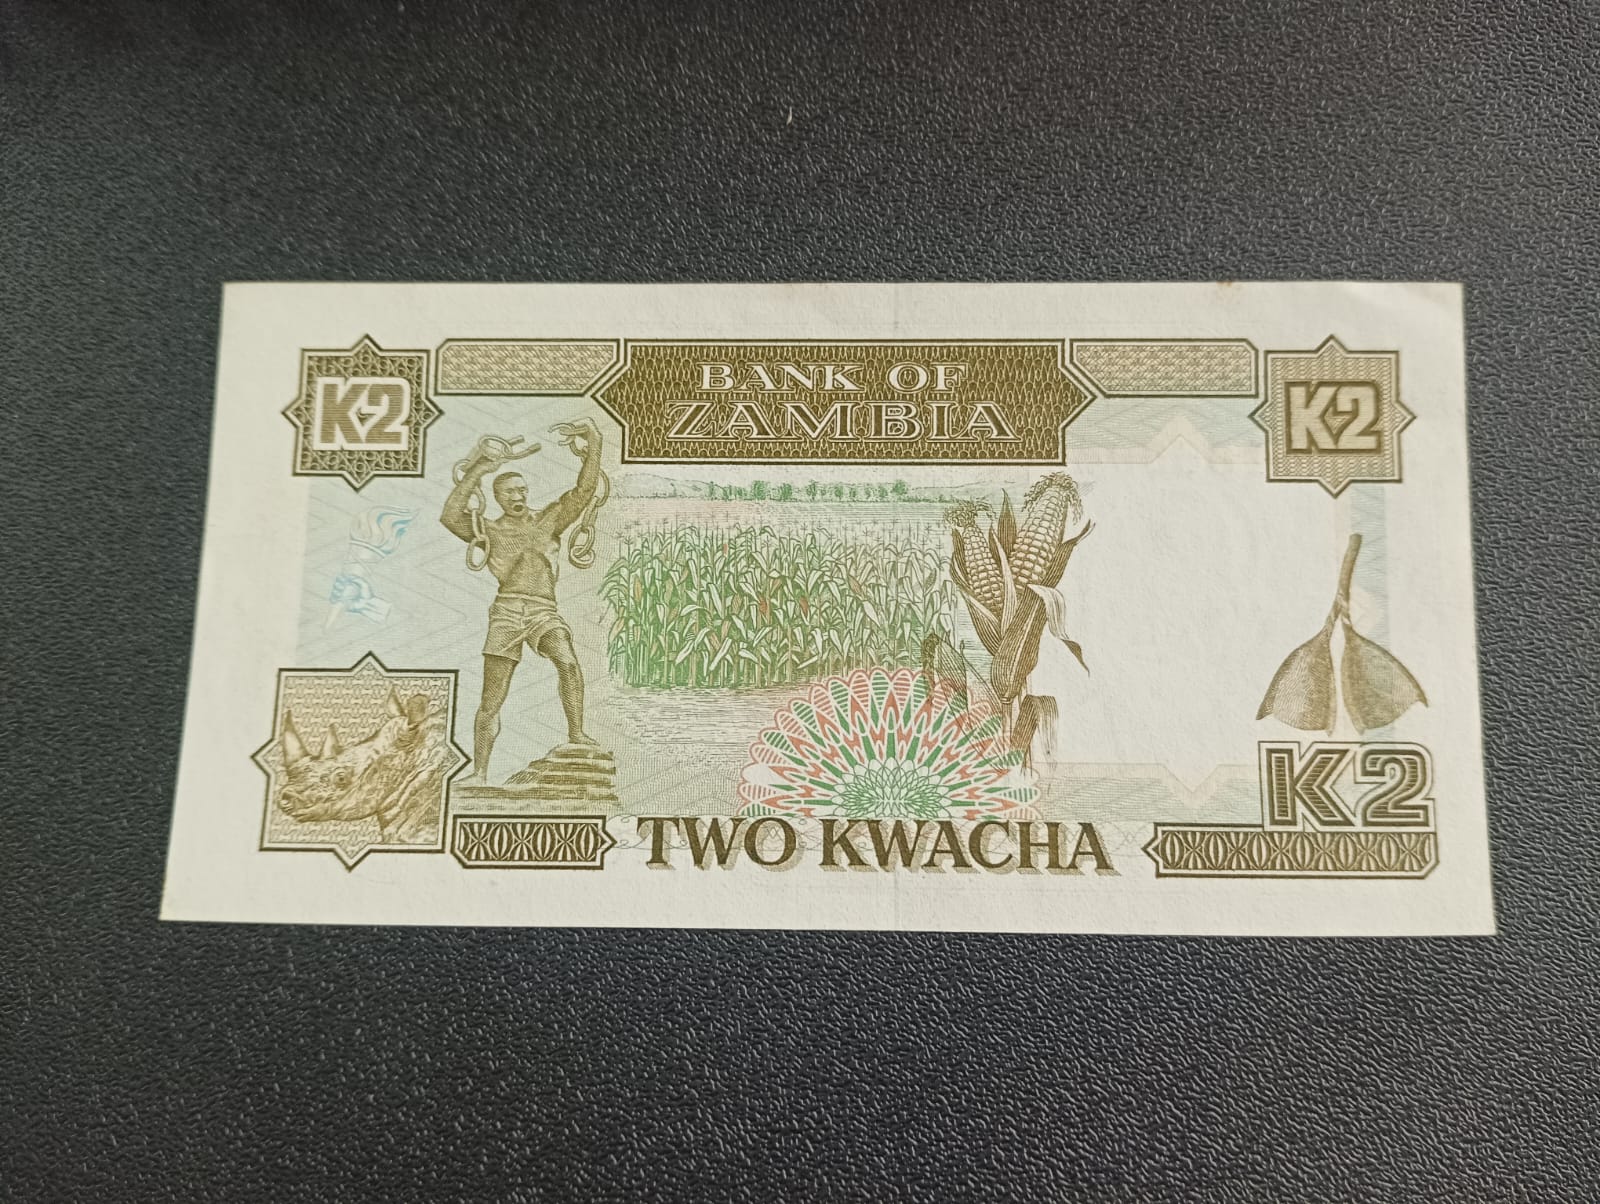 K2
BANK OF
ZAMBIA
K2
K2
TWO KWACHA